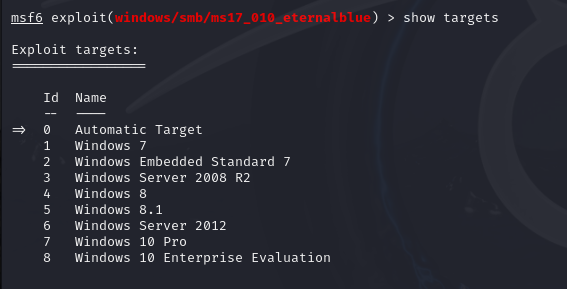 msf6 exploit(windows/smb/ms17_010_eternalblue) > show targets
Exploit targets:
=================
Id  Name
--  ----
=>  0   Automatic Target
1   Windows 7
2   Windows Embedded Standard 7
3   Windows Server 2008 R2
4   Windows 8
5   Windows 8.1
6   Windows Server 2012
7   Windows 10 Pro
8   Windows 10 Enterprise Evaluation